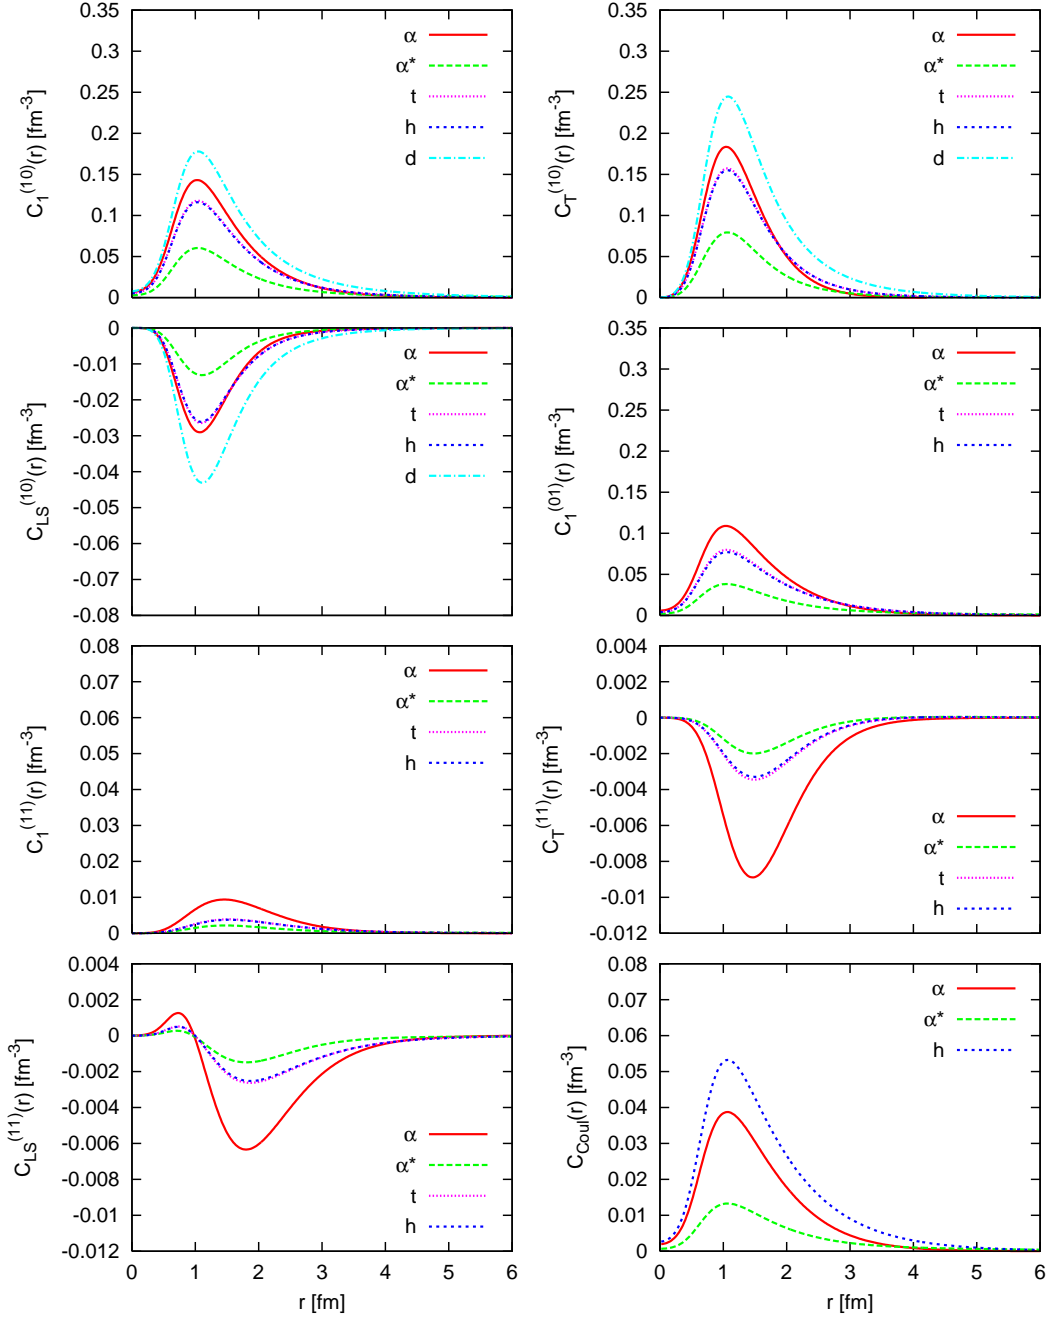 C1(10)(r) [fm-3]
0.35
0.3
0.25
0.2
0.15
0.1
0.05
0
α
α*
t
h
d
CT(10)(r) [fm-3]
0.35
0.3
0.25
0.2
0.15
0.1
0.05
0
α
α*
t
h
d
CLS(10)(r) [fm-3]
0
-0.01
-0.02
-0.03
-0.04
-0.05
-0.06
-0.07
-0.08
α
α*
t
h
d
C1(01)(r) [fm-3]
0.35
0.3
0.25
0.2
0.15
0.1
0.05
0
α
α*
t
h
C1(11)(r) [fm-3]
0.08
0.07
0.06
0.05
0.04
0.03
0.02
0.01
0
α
α*
t
h
CT(11)(r) [fm-3]
0.004
0.002
0
-0.002
-0.004
-0.006
-0.008
-0.01
-0.012
α
α*
t
h
CLS(11)(r) [fm-3]
0.004
0.002
0
-0.002
-0.004
-0.006
-0.008
-0.01
-0.012
α
α*
t
h
0 1 2 3 4 5 6
r [fm]
CCoul(r) [fm-3]
0.08
0.07
0.06
0.05
0.04
0.03
0.02
0.01
0
α
α*
h
0 1 2 3 4 5 6
r [fm]